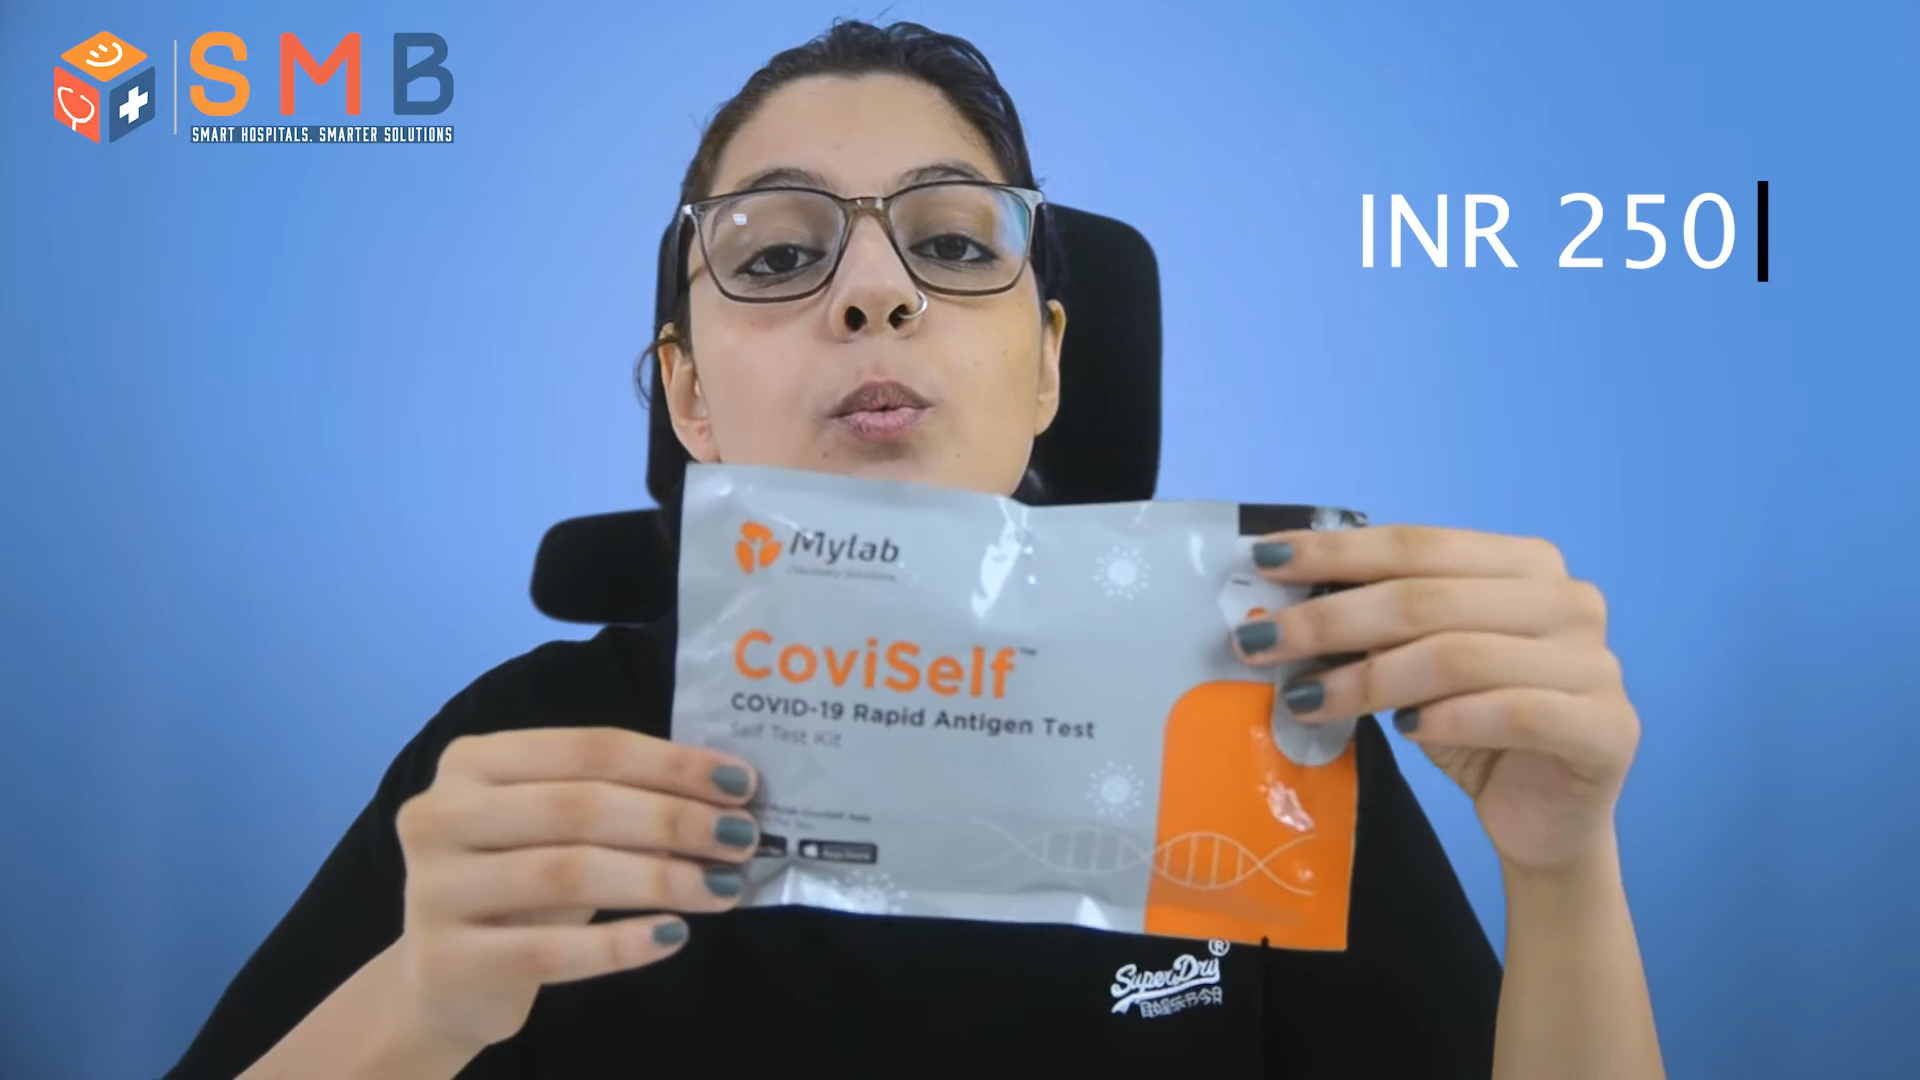 SMB
SMART HOSPITALS. SMARTER SOLUTIONS
INR 250
Mylab
CoviSelf™
COVID-19 Rapid Antigen Test
Self Test Kit
SuperDry®